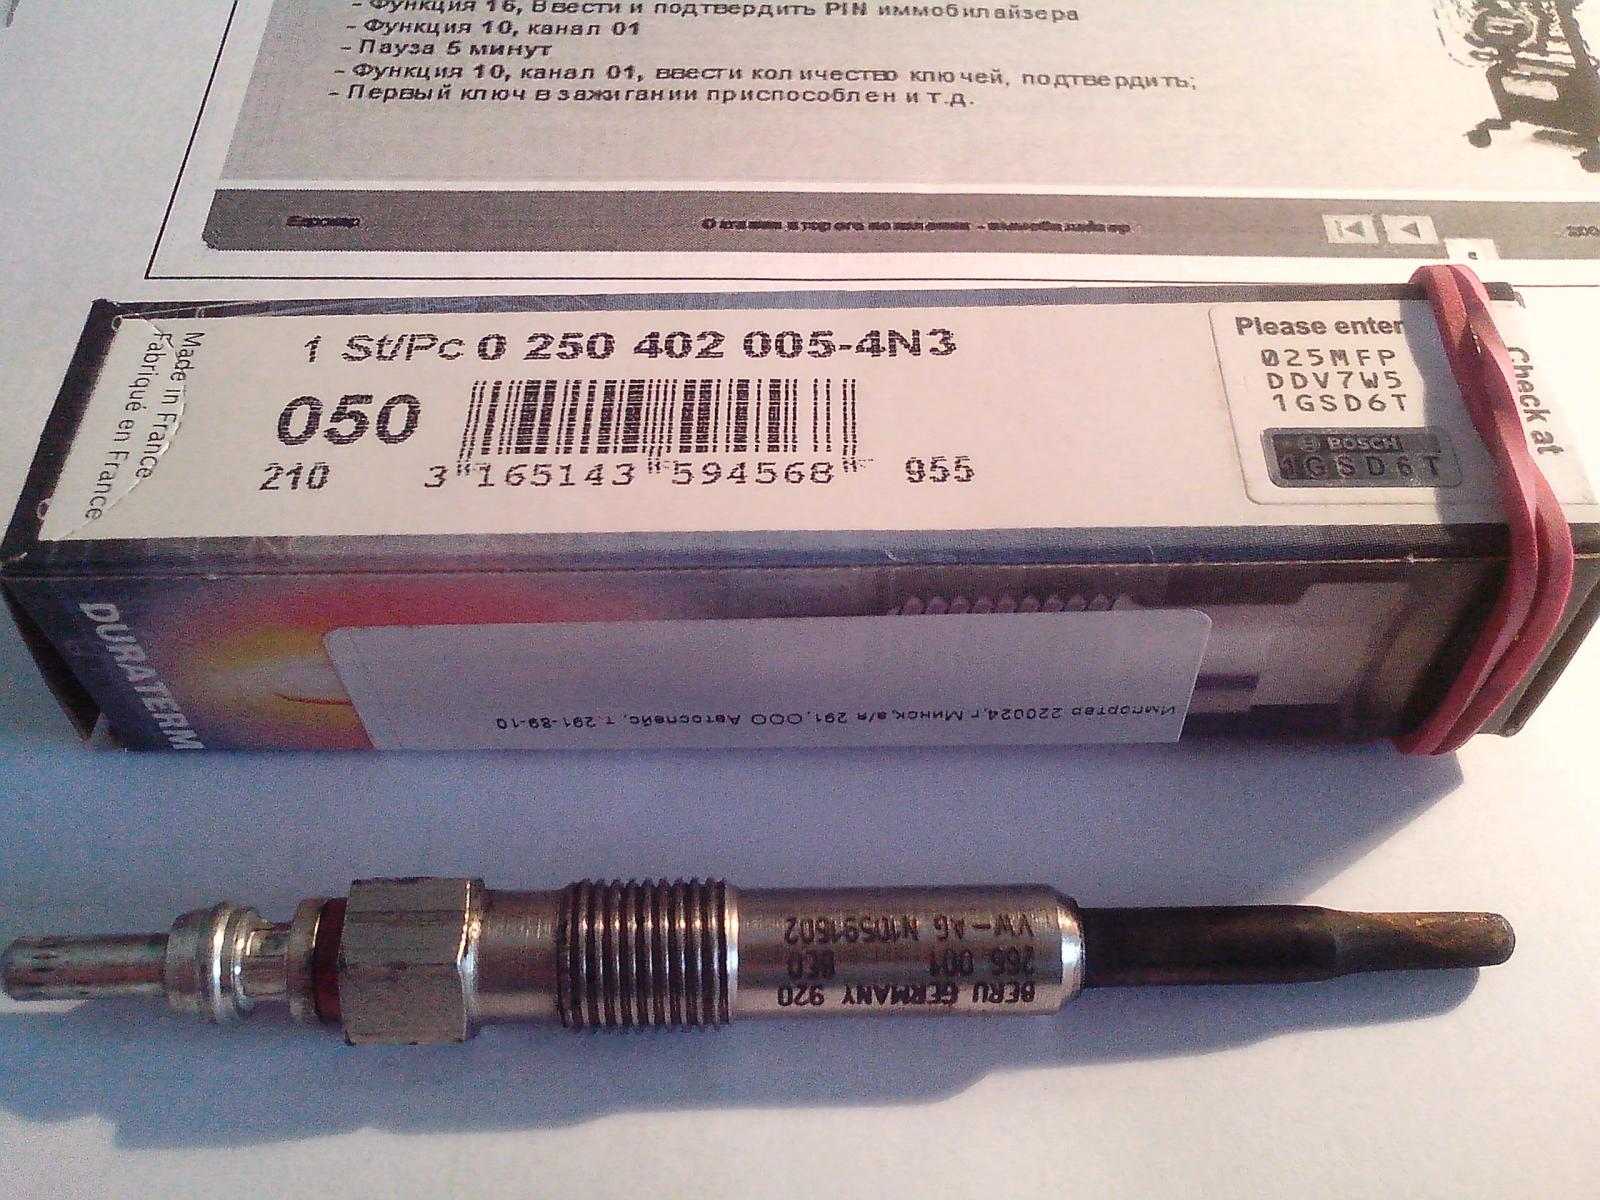 - Функция 16, Ввести и подтвердить PIN иммобилайзера
- Функция 10, канал 01
- Пауза 5 минут
- Функция 10, канал 01, ввести количество ключей, подтвердить;
- Первый ключ в зажигании приспособлен и т.д.
Made in France
Fabriqué en France
1 St/Pc 0 250 402 005-4N3
050
210 3 165143 594568 955
Please enter
025MFP
DDV7W5
1GSD6T
BOSCH
1GSD6T
Check at
DURATERM
Импортер 220024,г.Минск,а/я 291,ООО Автоспейс, т. 291-89-10
BERU GERMANY 920
266 001 0E0
VW-AG N10591602